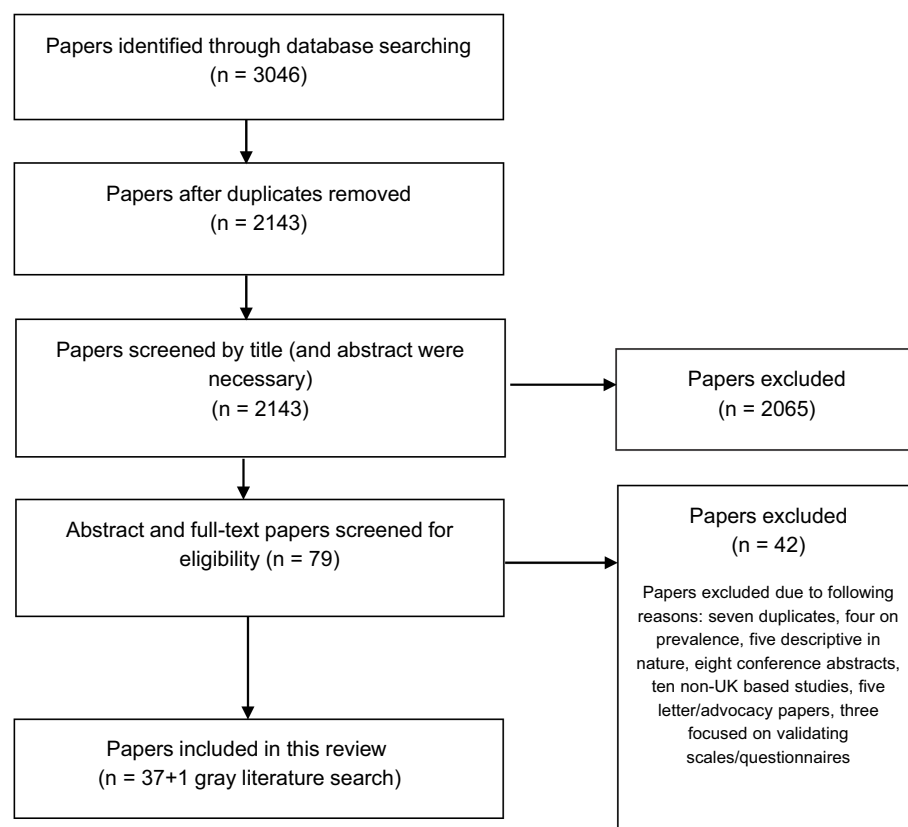 Papers identified through database searching
(n = 3046)
Papers after duplicates removed
(n = 2143)
Papers screened by title (and abstract were
necessary)
(n = 2143)
Papers excluded
(n = 2065)
Abstract and full-text papers screened for
eligibility (n = 79)
Papers excluded
(n = 42)
Papers excluded due to following
reasons: seven duplicates, four on
prevalence, five descriptive in
nature, eight conference abstracts,
ten non-UK based studies, five
letter/advocacy papers, three
focused on validating
scales/questionnaires
Papers included in this review
(n = 37+1 gray literature search)